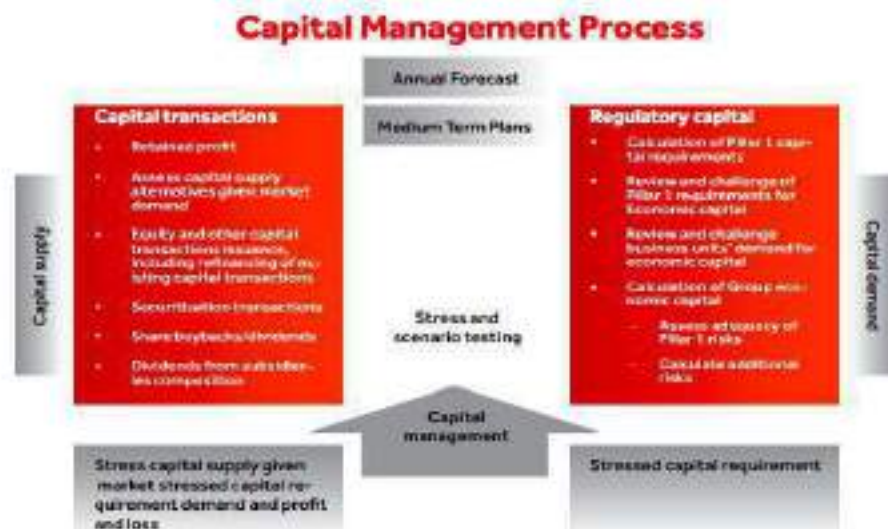 Capital Management Process
Annual Forecast
Medium Term Plans
Capital supply
Capital transactions
• Retained profit
• Assess capital supply
alternatives given market
demand
• Equity and other capital
transactions issuance,
including refinancing of ex-
isting capital transactions
• Securitisation transactions
• Share buybacks/dividends
• Dividends from subsidier-
ies composition
Stress and
scenario testing
Capital
management
Regulatory capital
• Calculation of Pillar 1 capi-
tal requirements
• Review and challenge of
Pillar 1 requirements for
Economic capital
• Review and challenge
business units' demand for
economic capital
• Calculation of Group eco-
nomic capital
– Assess adequacy of
Pillar 1 risks
– Calculate additional
risks
Capital demand
Stress capital supply given
market stressed capital re-
quirement demand and profit
and loss
Stressed capital requirement